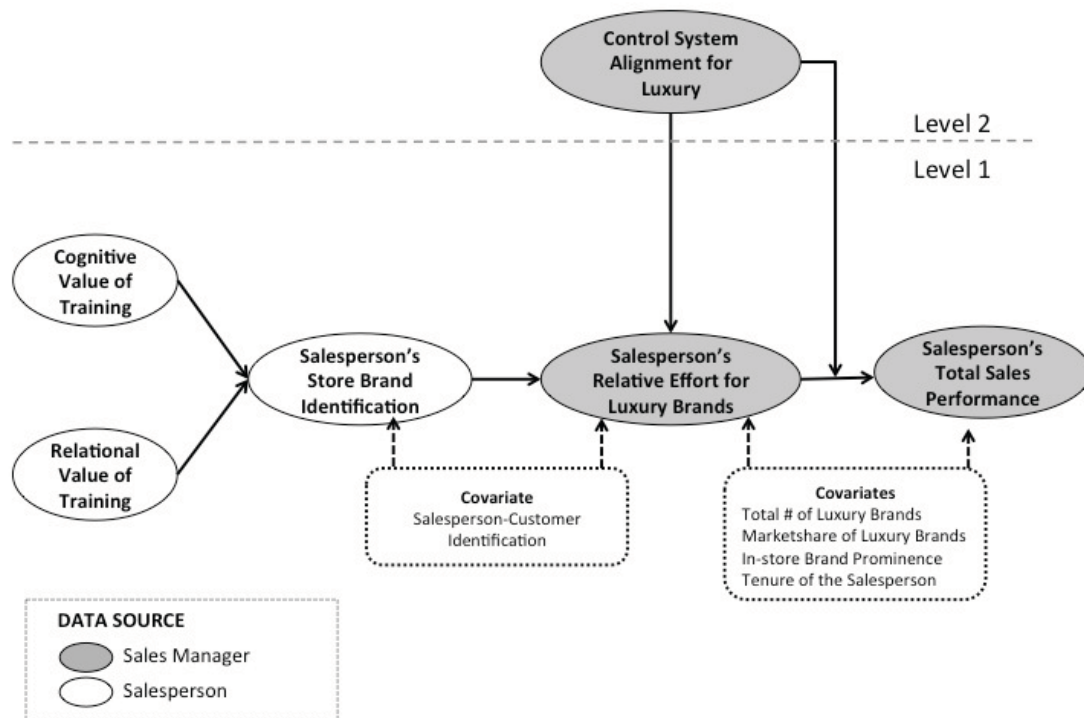 Control System
Alignment for
Luxury
Level 2
Level 1
Cognitive
Value of
Training
Relational
Value of
Training
Salesperson's
Store Brand
Identification
Salesperson's
Relative Effort for
Luxury Brands
Salesperson's
Total Sales
Performance
Covariate
Salesperson-Customer
Identification
Covariates
Total # of Luxury Brands
Marketshare of Luxury Brands
In-store Brand Prominence
Tenure of the Salesperson
DATA SOURCE
Sales Manager
Salesperson